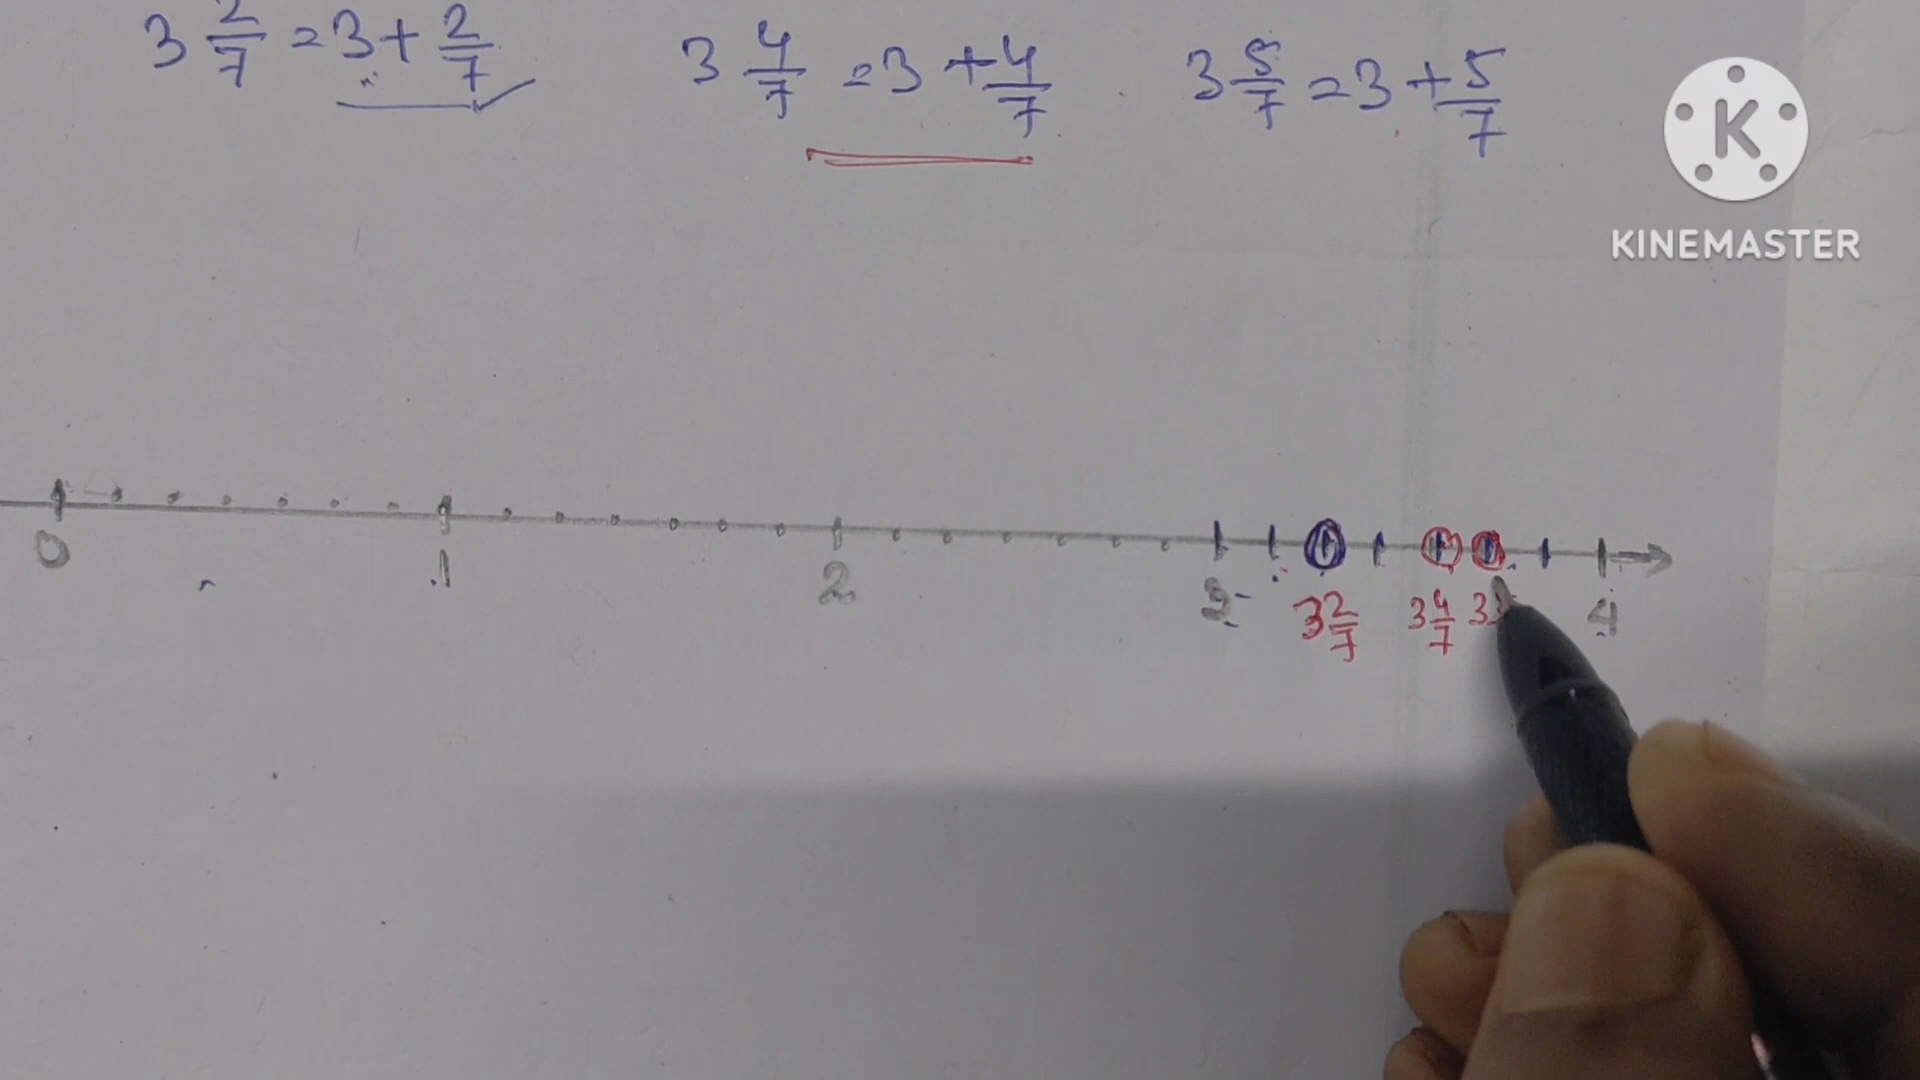 3 2/7 = 3 + 2/7 3 4/7 = 3 + 4/7 3 5/7 = 3 + 5/7
K
KINEMASTER
0 1 2 3 4
3 2/7 3 4/7 3